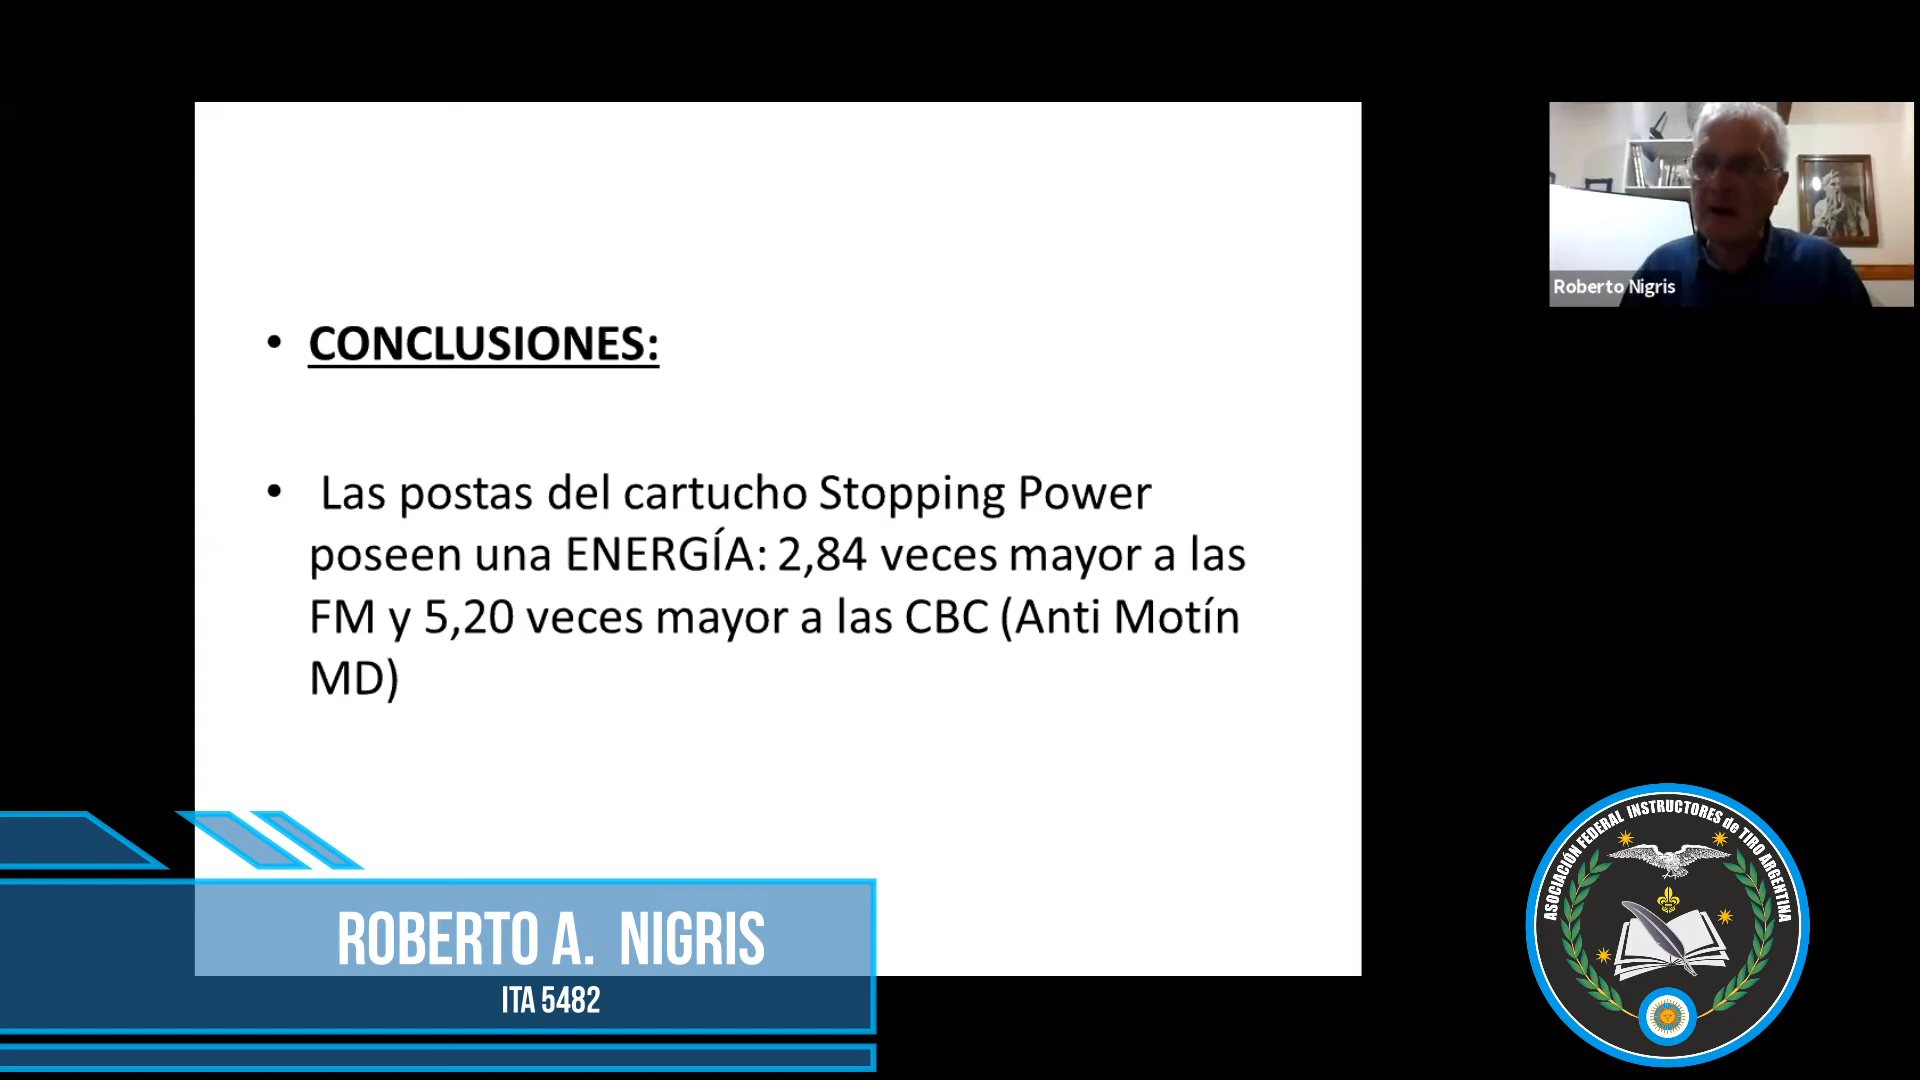 CONCLUSIONES:
Las postas del cartucho Stopping Power
poseen una ENERGÍA: 2,84 veces mayor a las
FM y 5,20 veces mayor a las CBC (Anti Motín
MD)
Roberto Nigris
ROBERTO A. NIGRIS
ITA 5482
ASOCIACIÓN FEDERAL INSTRUCTORES de TIRO ARGENTINA